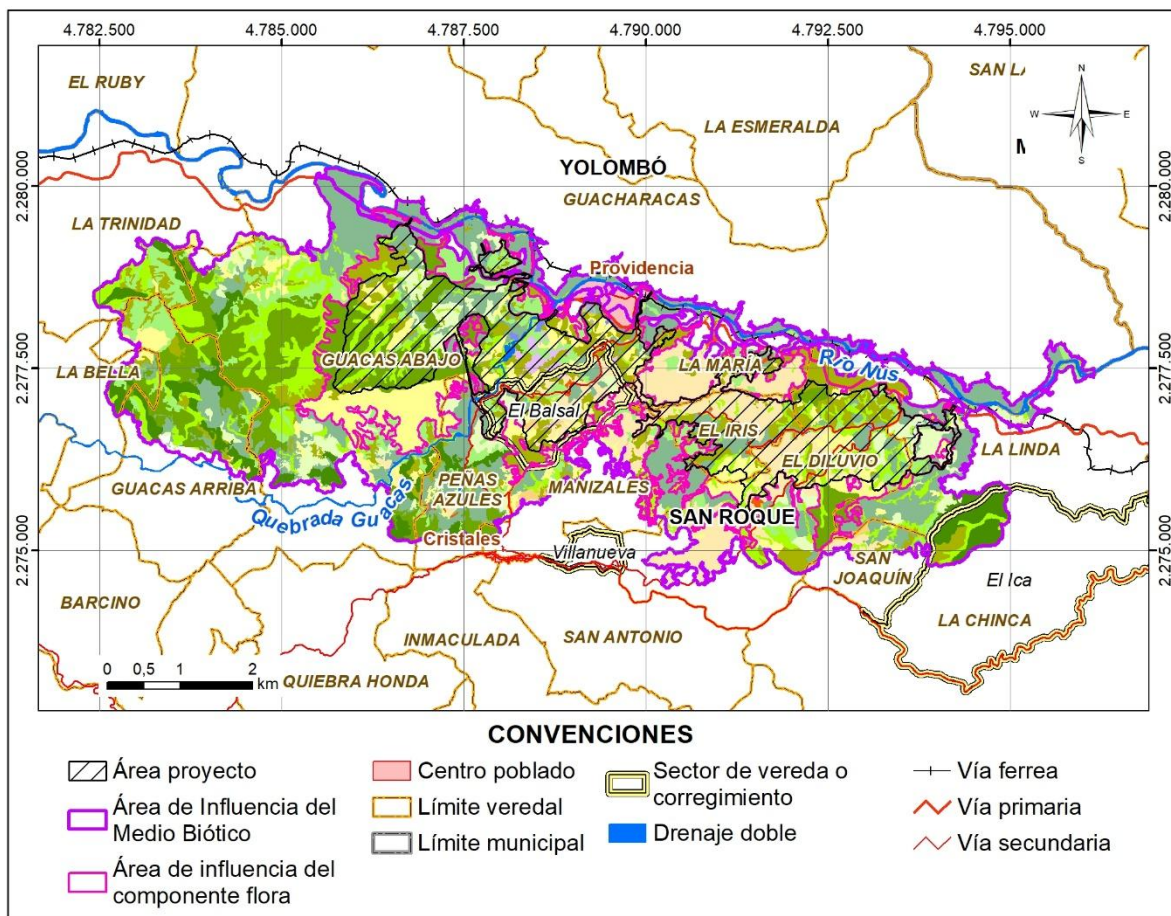 4.782.500 4.785.000 4.787.500 4.790.000 4.792.500 4.795.000
EL RUBY
SAN LA
N
W E
S
M
LA ESMERALDA
YOLOMBÓ
2.280.000 2.280.000
GUACHARACAS
LA TRINIDAD
Providencia
2.277.500 2.277.500
GUACAS ABAJO
LA MARÍA
Río Nus
LA BELLA
El Balsal
EL IRIS
EL DILUVIO
LA LINDA
GUACAS ARRIBA
PEÑAS
AZULES
MANIZALES
Quebrada Guacas
SAN ROQUE
2.275.000 2.275.000
Cristales
Villanueva
SAN
JOAQUÍN
El Ica
BARCINO
LA CHINCA
INMACULADA
SAN ANTONIO
0 0,5 1 2
km
QUIEBRA HONDA
CONVENCIONES
Área proyecto
Área de Influencia del
Medio Biótico
Área de influencia del
componente flora
Centro poblado
Límite veredal
Límite municipal
Sector de vereda o
corregimiento
Drenaje doble
Vía ferrea
Vía primaria
Vía secundaria